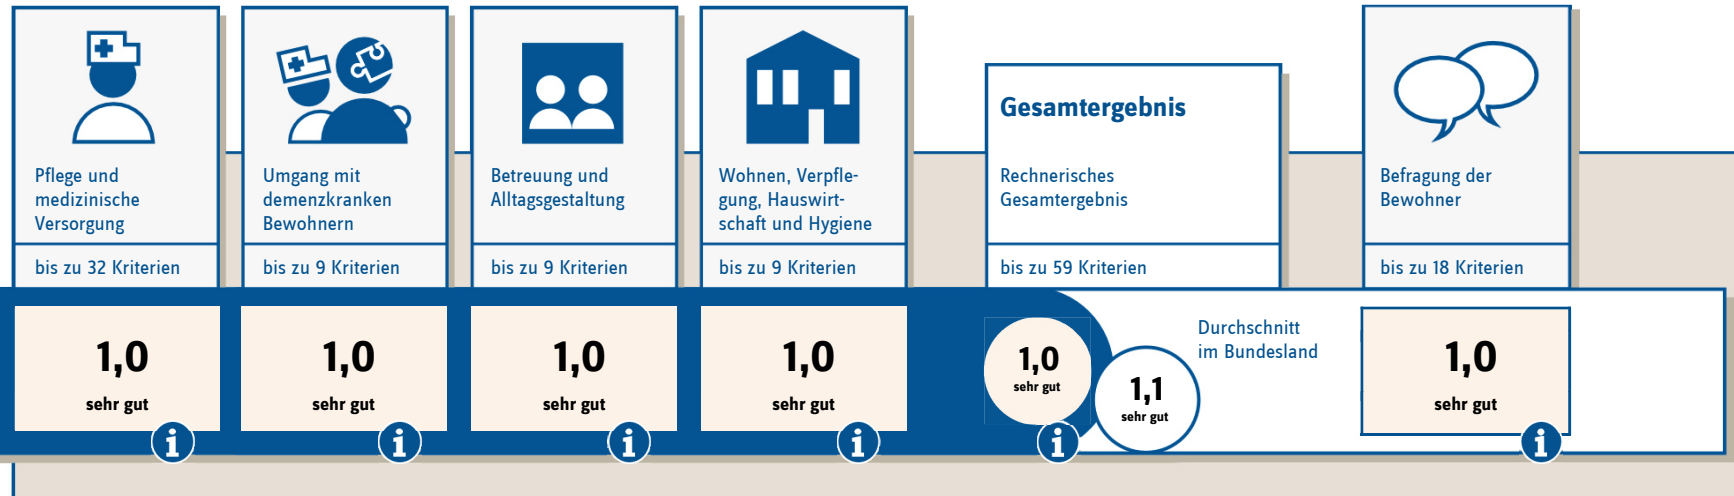 Pflege und
medizinische
Versorgung
bis zu 32 Kriterien
1,0
sehr gut
i
Umgang mit
demenzkranken
Bewohnern
bis zu 9 Kriterien
1,0
sehr gut
i
Betreuung und
Alltagsgestaltung
bis zu 9 Kriterien
1,0
sehr gut
i
Wohnen, Verpfle-
gung, Hauswirt-
schaft und Hygiene
bis zu 9 Kriterien
1,0
sehr gut
i
Gesamtergebnis
Rechnerisches
Gesamtergebnis
bis zu 59 Kriterien
1,0
sehr gut
i
1,1
sehr gut
Durchschnitt
im Bundesland
Befragung der
Bewohner
bis zu 18 Kriterien
1,0
sehr gut
i